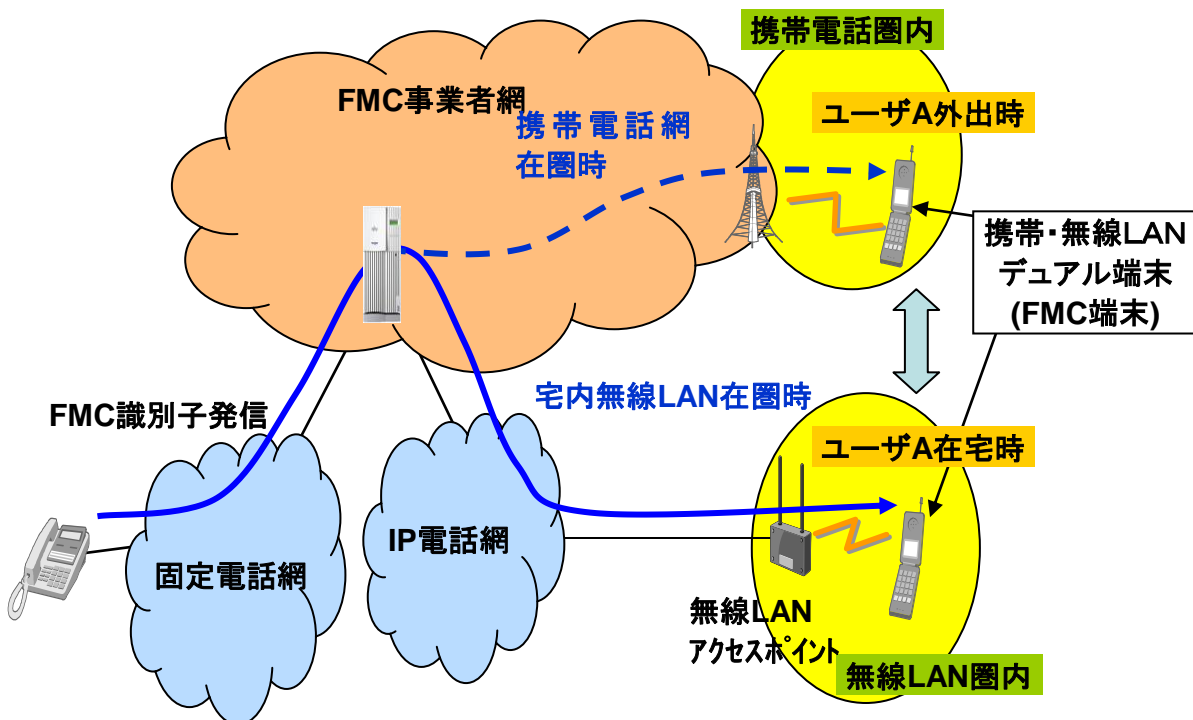 携帯電話圏内
FMC事業者網
ユーザA外出時
携帯電話網
在圏時
携帯・無線LAN
デュアル端末
(FMC端末)
宅内無線LAN在圏時
FMC識別子発信
ユーザA在宅時
IP電話網
固定電話網
無線LAN
アクセスポイント
無線LAN圏内